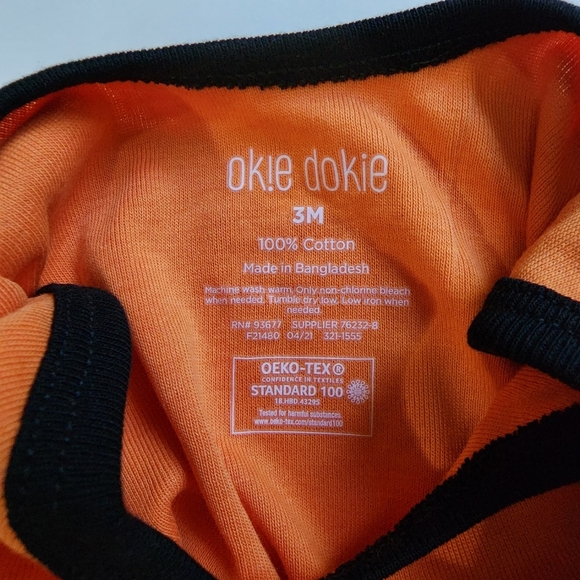 okie dokie
3M
100% Cotton
Made in Bangladesh
Machine wash warm. Only non-chlorine bleach
when needed. Tumble dry low. Low iron when
needed.
RN# 93677 SUPPLIER 76232-B
F21480 04/21 321-1555
OEKO-TEX®
CONFIDENCE IN TEXTILES
STANDARD 100
18.HBD.43295
Tested for harmful substances.
www.oeko-tex.com/standard100